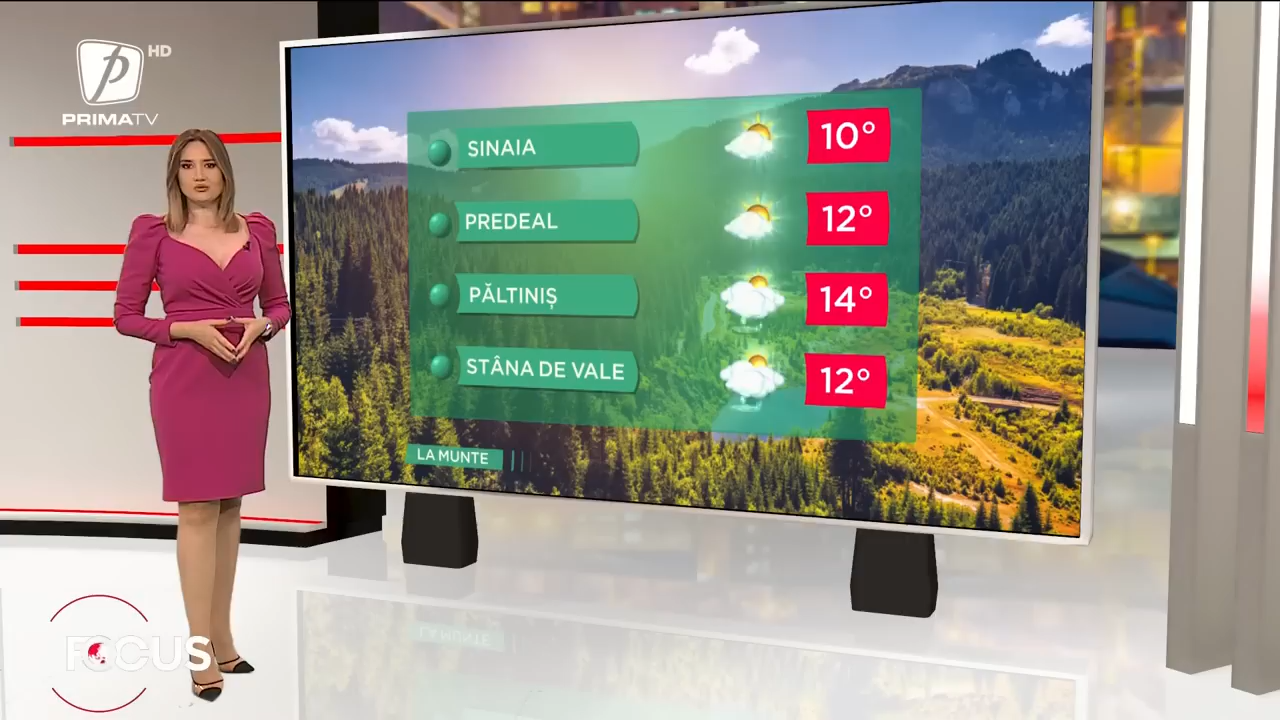 HD
PRIMATV
SINAIA 10°
PREDEAL 12°
PĂLTINIȘ 14°
STÂNA DE VALE 12°
LA MUNTE
FOCUS